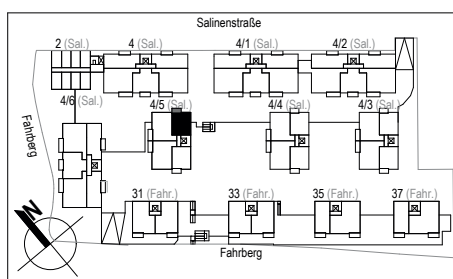 Salinenstraße
2 (Sal.) 4 (Sal.) 4/1 (Sal.) 4/2 (Sal.)
4/6 (Sal.) 4/5 (Sal.) 4/4 (Sal.) 4/3 (Sal.)
Fahrberg
31 (Fahr.) 33 (Fahr.) 35 (Fahr.) 37 (Fahr.)
N
Fahrberg